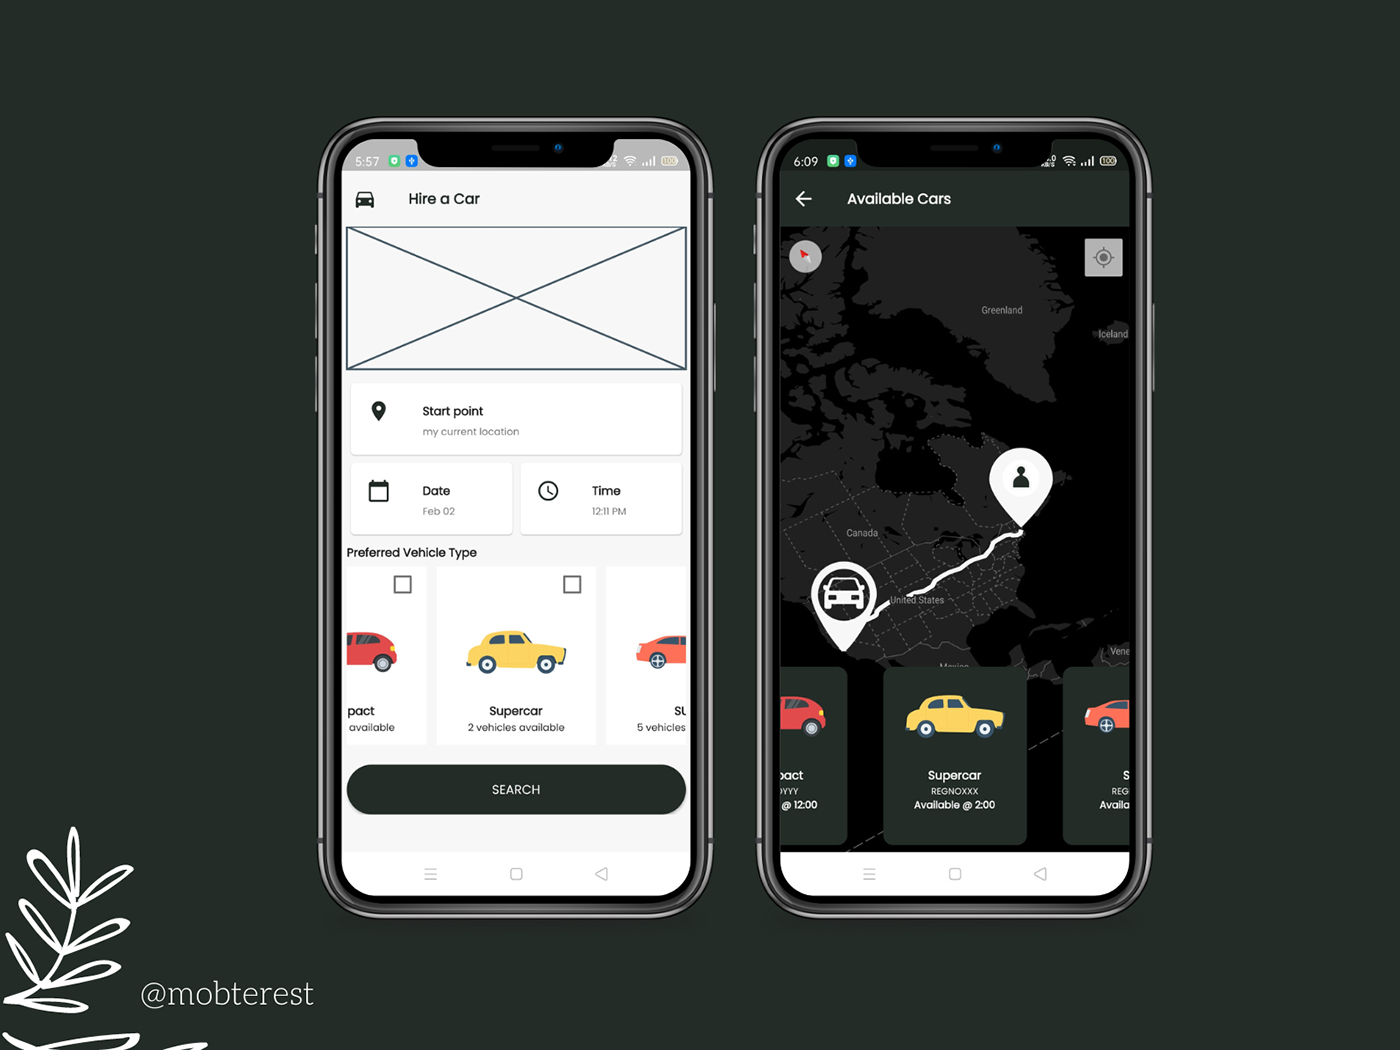 5:57
Hire a Car
Start point
my current location
Date
Feb 02
Time
12:11 PM
Preferred Vehicle Type
pact
available
Supercar
2 vehicles available
5 vehicles
SEARCH
6:09
100
Available Cars
Greenland
Iceland
Canada
United States
Mexico
Vene
pact
@ 12:00
Supercar
REGNOXXX
Available @ 2:00
S
REG
Availa
@mobterest